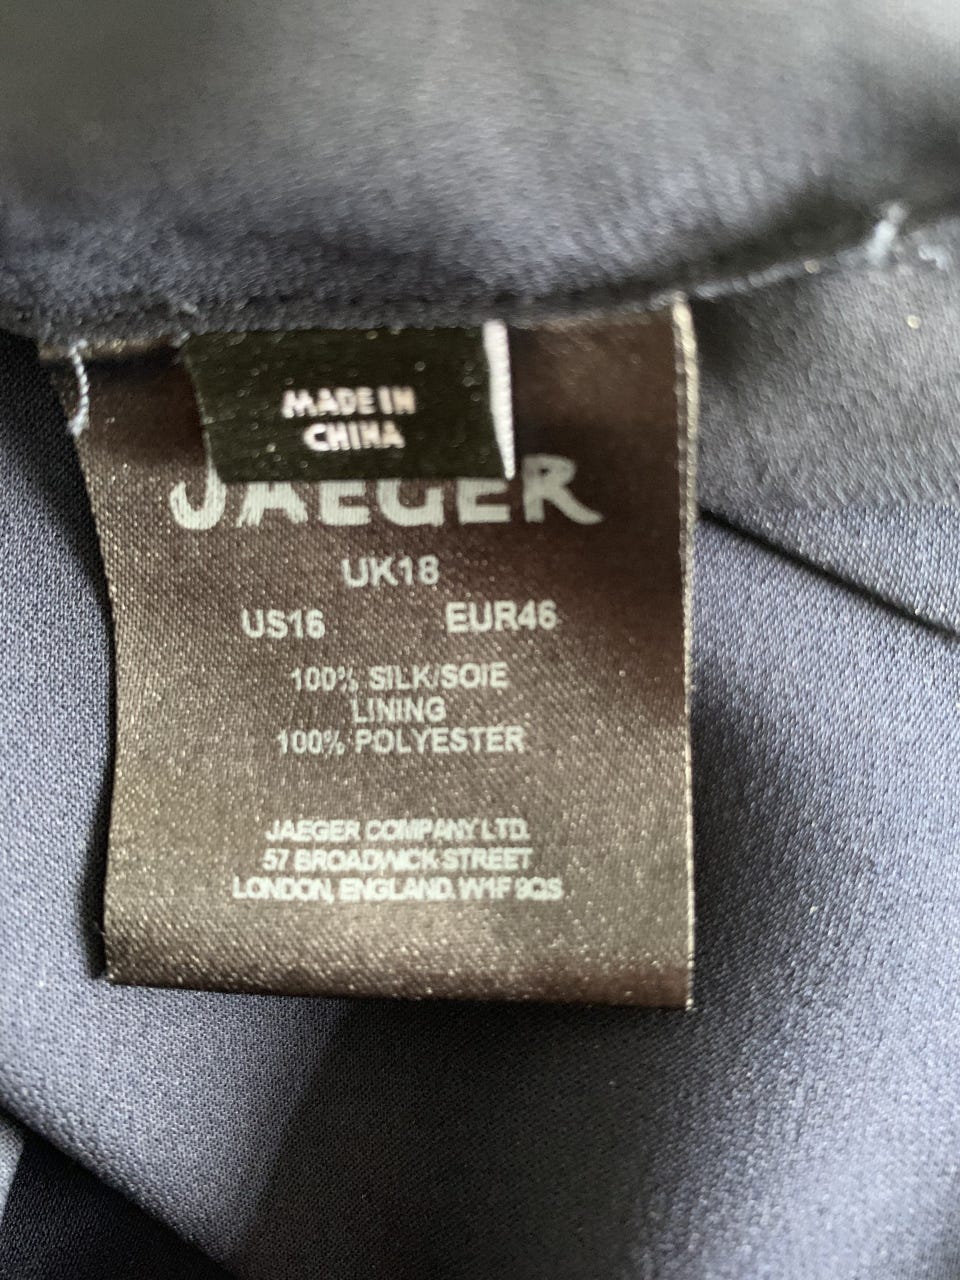 MADE IN
CHINA
JAEGER
UK18
US16 EUR46
100% SILK/SOIE
LINING
100% POLYESTER
JAEGER COMPANY LTD.
57 BROADWICK STREET
LONDON, ENGLAND. W1F 9QS